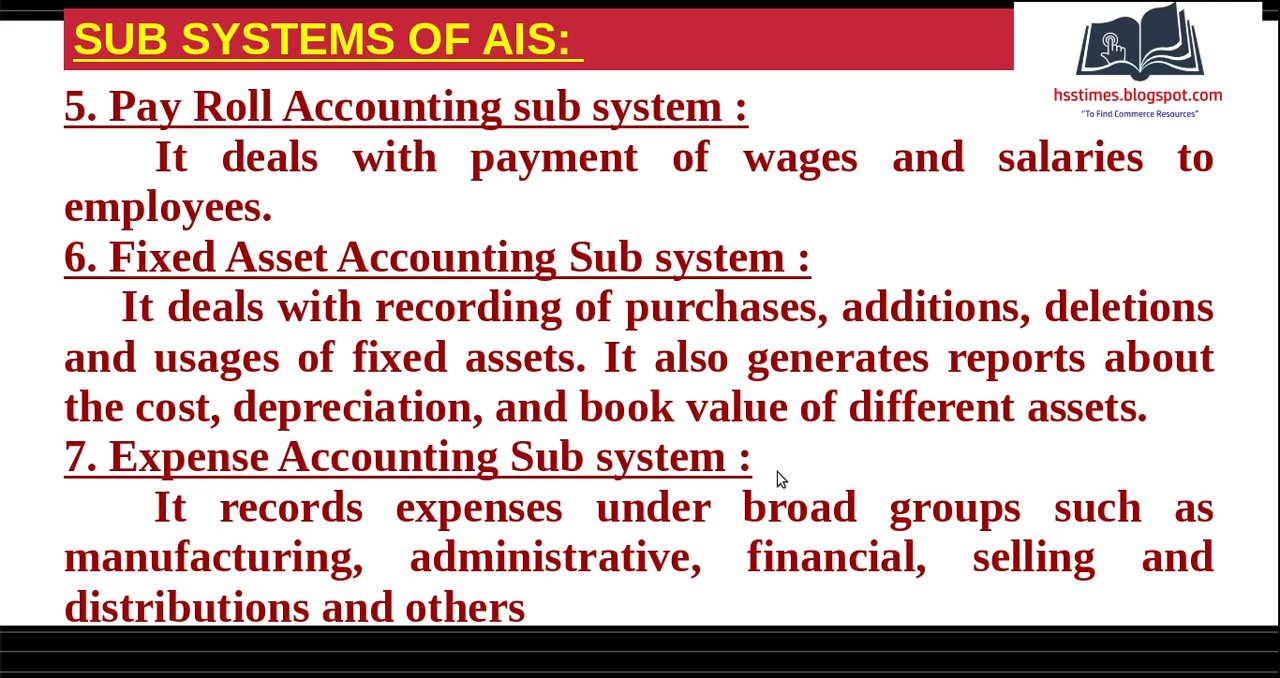 SUB SYSTEMS OF AIS:
hsstimes.blogspot.com
"To Find Commerce Resources"
5. Pay Roll Accounting sub system :
It deals with payment of wages and salaries to
employees.
6. Fixed Asset Accounting Sub system :
It deals with recording of purchases, additions, deletions
and usages of fixed assets. It also generates reports about
the cost, depreciation, and book value of different assets.
7. Expense Accounting Sub system :
It records expenses under broad groups such as
manufacturing, administrative, financial, selling and
distributions and others